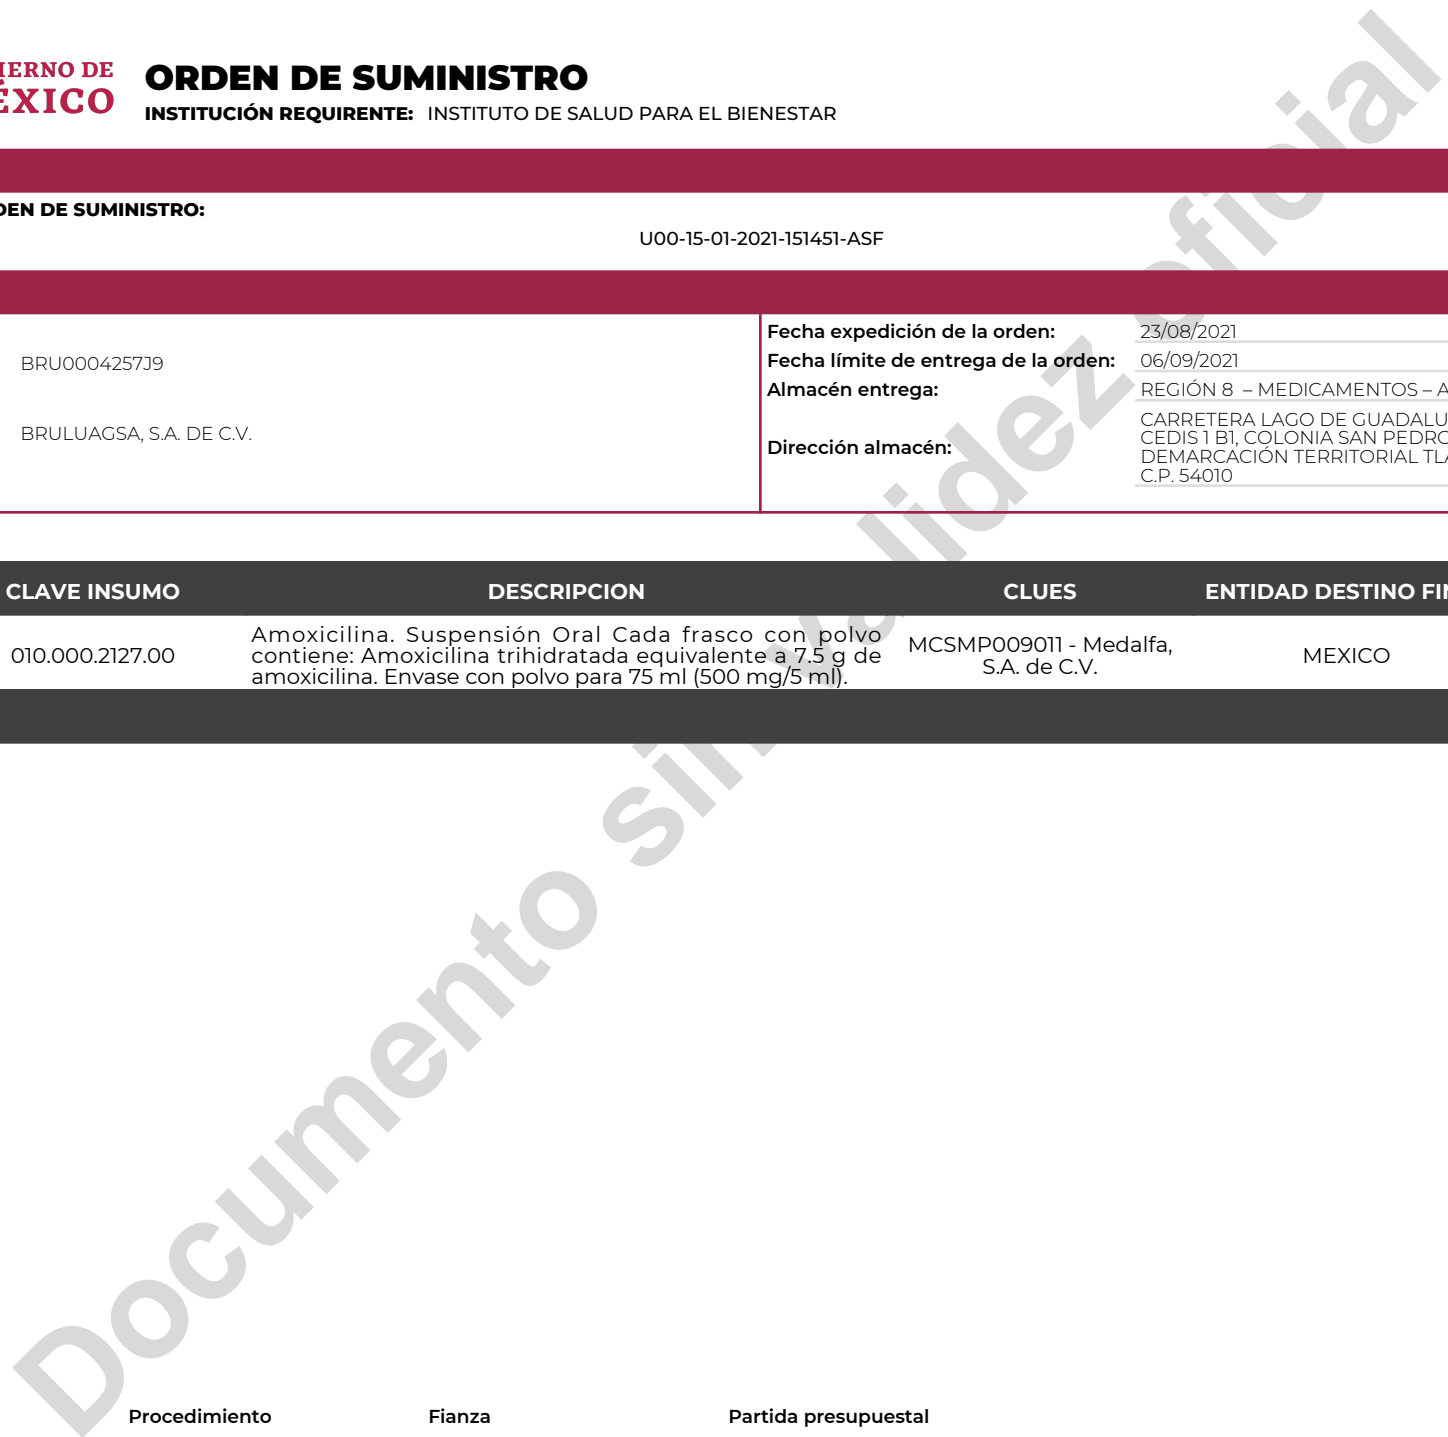 IERNO DE
ÉXICO
ORDEN DE SUMINISTRO
INSTITUCIÓN REQUIRENTE: INSTITUTO DE SALUD PARA EL BIENESTAR
DEN DE SUMINISTRO:
U00-15-01-2021-151451-ASF
BRU0004257J9
BRULUAGSA, S.A. DE C.V.
Fecha expedición de la orden: 23/08/2021
Fecha límite de entrega de la orden: 06/09/2021
Almacén entrega: REGIÓN 8 – MEDICAMENTOS – A
Dirección almacén: CARRETERA LAGO DE GUADALU
CEDIS 1 B1, COLONIA SAN PEDRO
DEMARCACIÓN TERRITORIAL TLA
C.P. 54010
CLAVE INSUMO DESCRIPCION CLUES ENTIDAD DESTINO FIN
010.000.2127.00
Amoxicilina. Suspensión Oral Cada frasco con polvo
contiene: Amoxicilina trihidratada equivalente a 7.5 g de
amoxicilina. Envase con polvo para 75 ml (500 mg/5 ml).
MCSMP009011 - Medalfa,
S.A. de C.V.
MEXICO
Documento sin validez oficial
Procedimiento Fianza Partida presupuestal